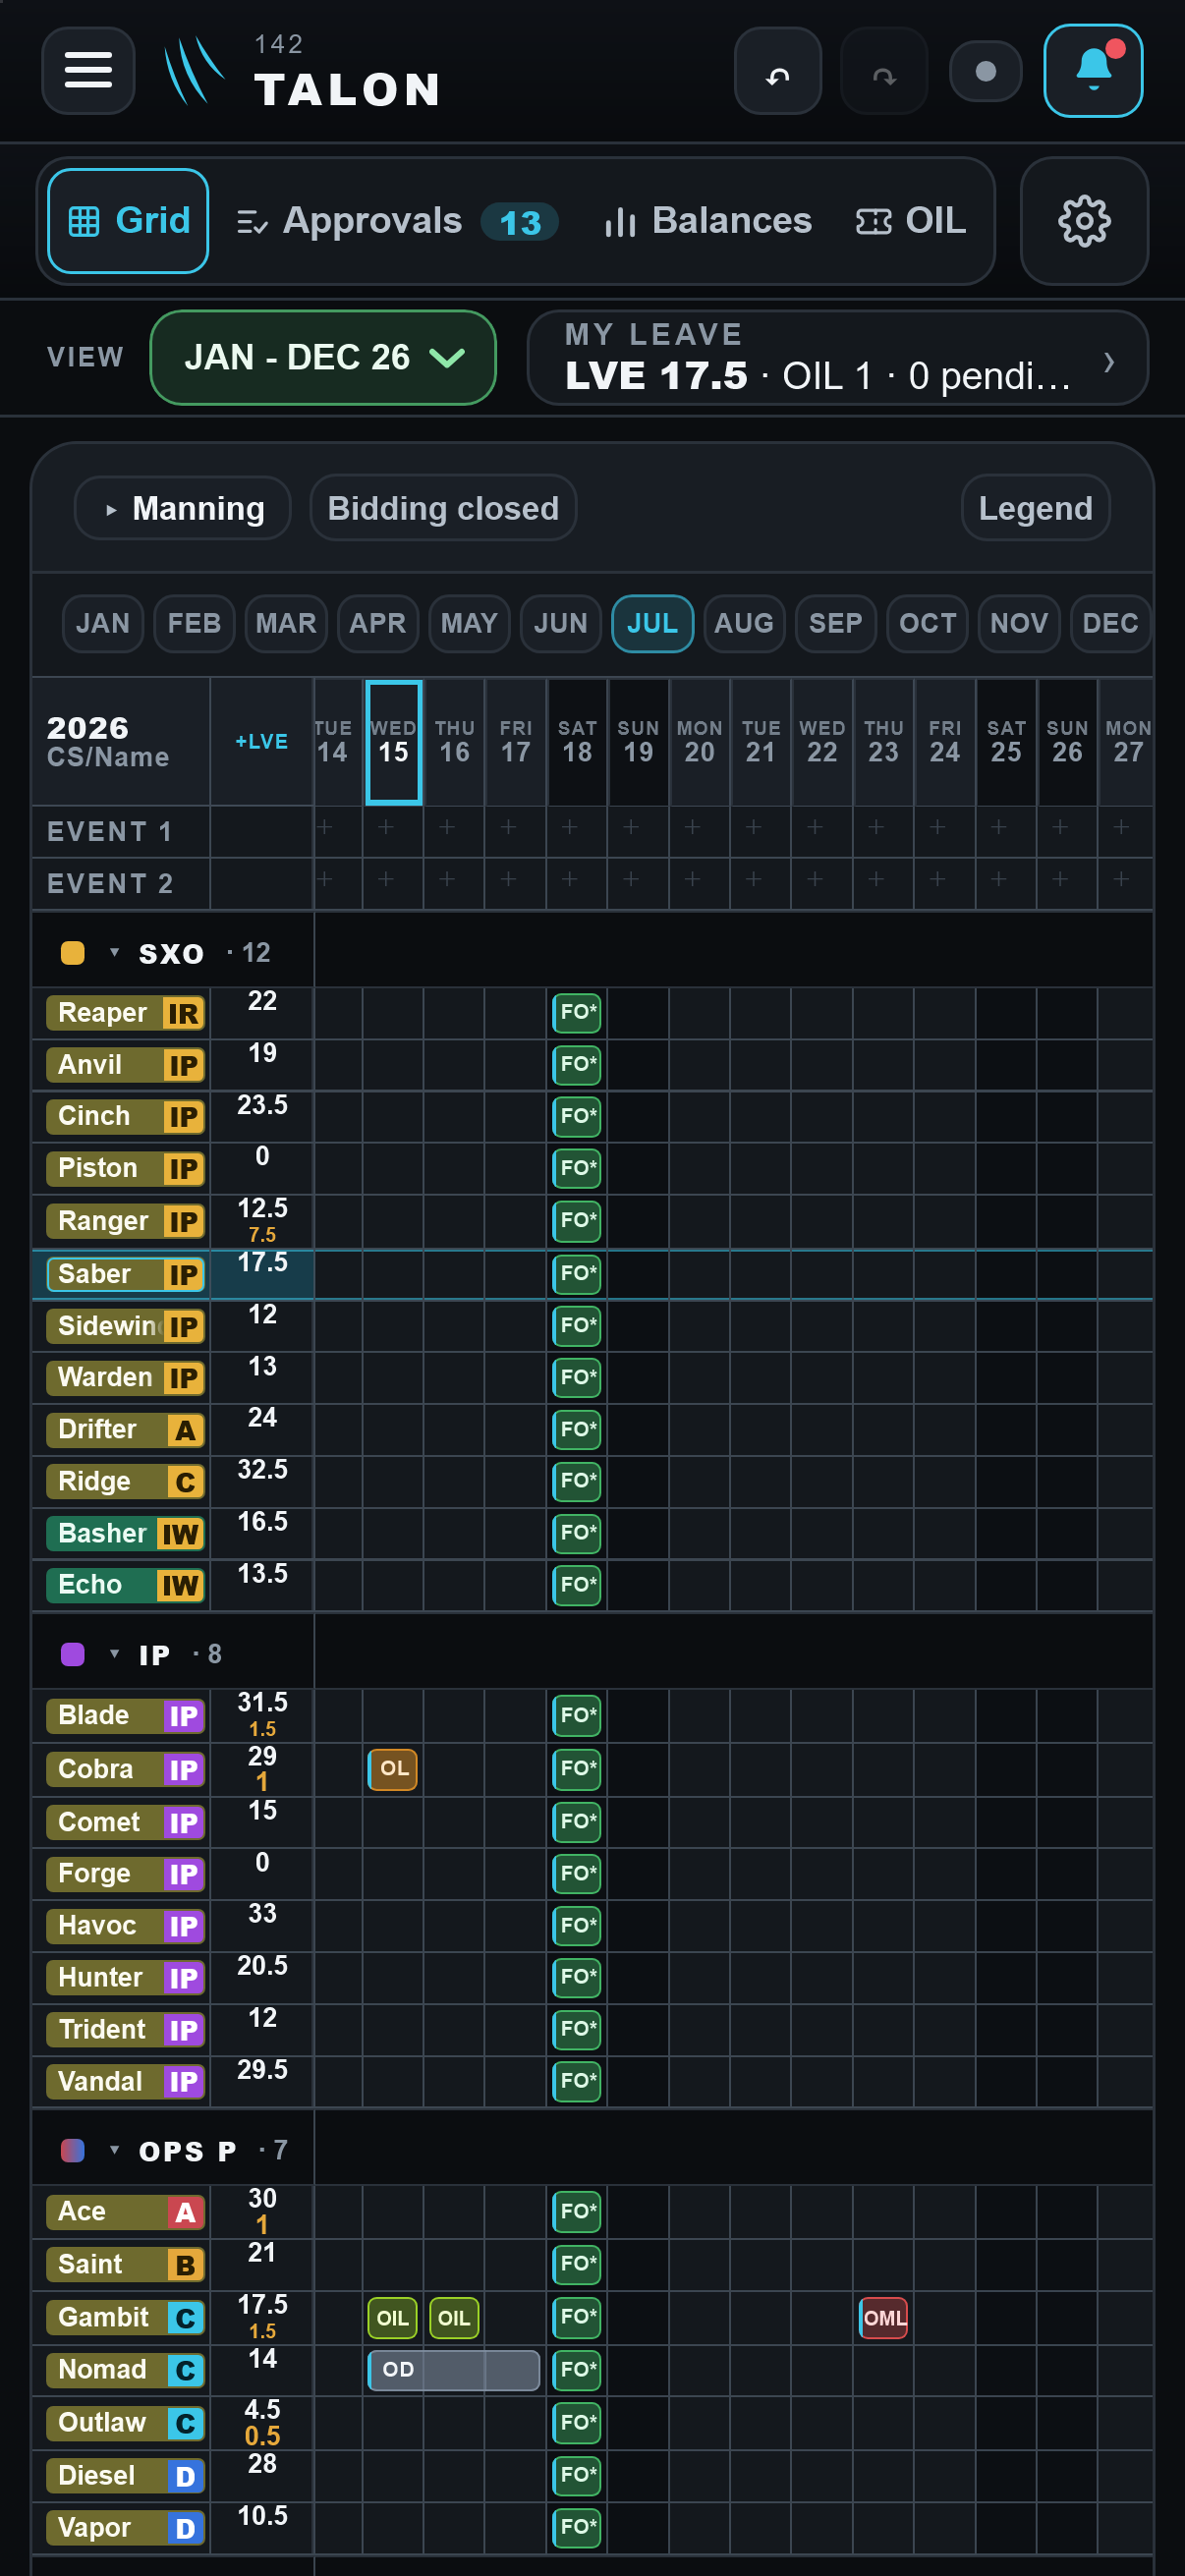 142
TALON
Grid Approvals 13 Balances OIL
VIEW JAN - DEC 26
MY LEAVE
LVE 17.5 · OIL 1 · 0 pendi...
Manning Bidding closed Legend
JAN FEB MAR APR MAY JUN JUL AUG SEP OCT NOV DEC
2026
CS/Name
+LVE
TUE 14 WED 15 THU 16 FRI 17 SAT 18 SUN 19 MON 20 TUE 21 WED 22 THU 23 FRI 24 SAT 25 SUN 26 MON 27
EVENT 1 + + + + + + + + + + + + + +
EVENT 2 + + + + + + + + + + + + + +
SXO · 12
Reaper IR 22 FO*
Anvil IP 19 FO*
Cinch IP 23.5 FO*
Piston IP 0 FO*
Ranger IP 12.5 7.5 FO*
Saber IP 17.5 FO*
Sidewin IP 12 FO*
Warden IP 13 FO*
Drifter A 24 FO*
Ridge C 32.5 FO*
Basher IW 16.5 FO*
Echo IW 13.5 FO*
IP · 8
Blade IP 31.5 1.5 FO*
Cobra IP 29 1 OL FO*
Comet IP 15 FO*
Forge IP 0 FO*
Havoc IP 33 FO*
Hunter IP 20.5 FO*
Trident IP 12 FO*
Vandal IP 29.5 FO*
OPS P · 7
Ace A 30 1 FO*
Saint B 21 FO*
Gambit C 17.5 1.5 OIL OIL FO* OML
Nomad C 14 OD FO*
Outlaw C 4.5 0.5 FO*
Diesel D 28 FO*
Vapor D 10.5 FO*